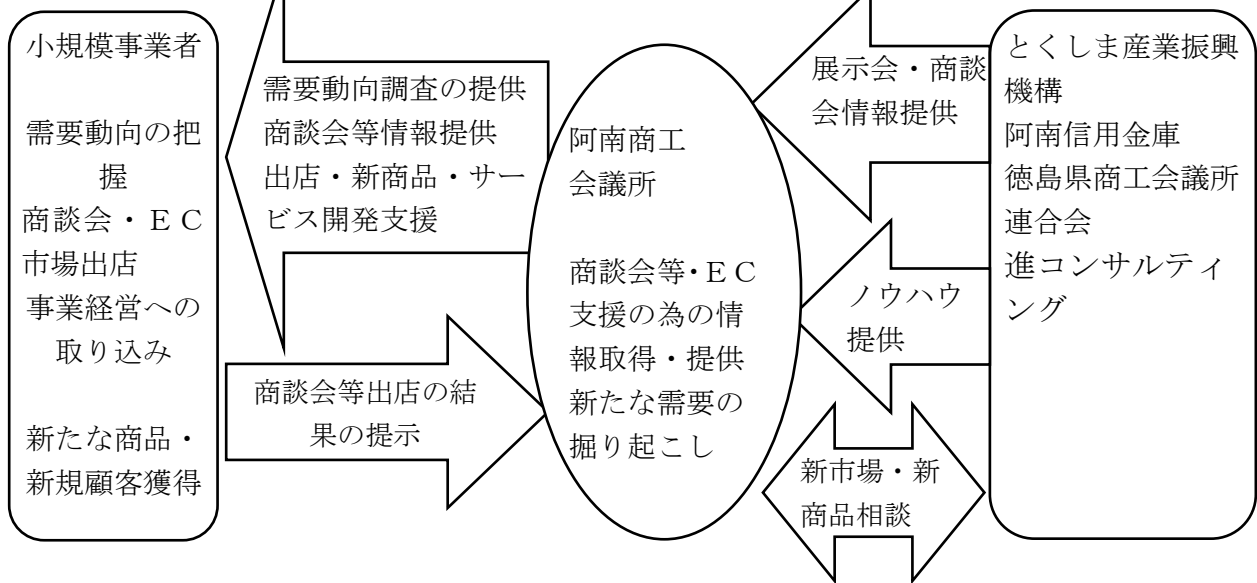 小規模事業者
需要動向の把
握
商談会・ＥＣ
市場出店
事業経営への
取り込み
新たな商品・
新規顧客獲得
需要動向調査の提供
商談会等情報提供
出店・新商品・サー
ビス開発支援
商談会等出店の結
果の提示
阿南商工
会議所
商談会等・ＥＣ
支援の為の情
報取得・提供
新たな需要の
掘り起こし
展示会・商談
会情報提供
ノウハウ
提供
新市場・新
商品相談
とくしま産業振興
機構
阿南信用金庫
徳島県商工会議所
連合会
進コンサルティ
ング